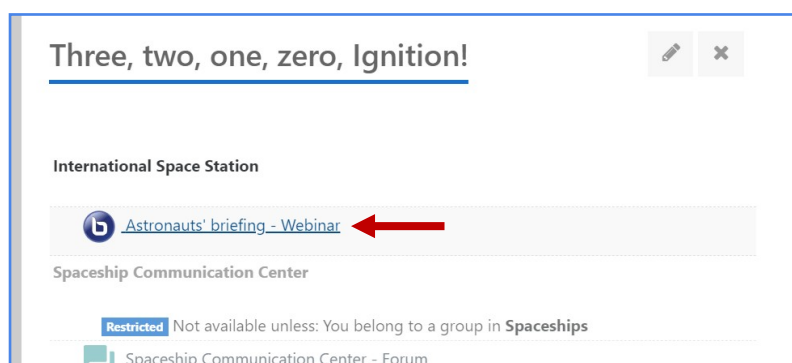 Three, two, one, zero, Ignition!
International Space Station
Astronauts' briefing - Webinar
Spaceship Communication Center
Restricted Not available unless: You belong to a group in Spaceships
Spaceship Communication Center - Forum